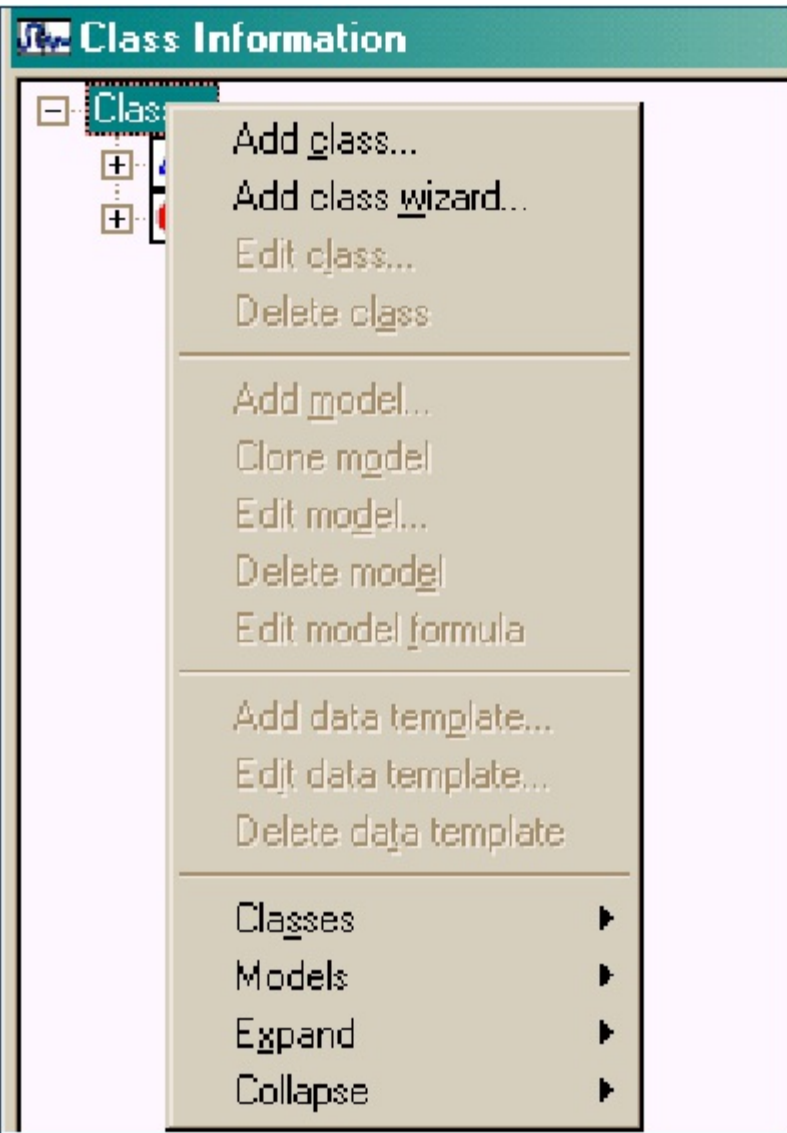 Class Information
Add class...
Add class wizard...
Edit class...
Delete class
Add model...
Clone model
Edit model...
Delete model
Edit model formula
Add data template...
Edit data template...
Delete data template
Classes
Models
Expand
Collapse